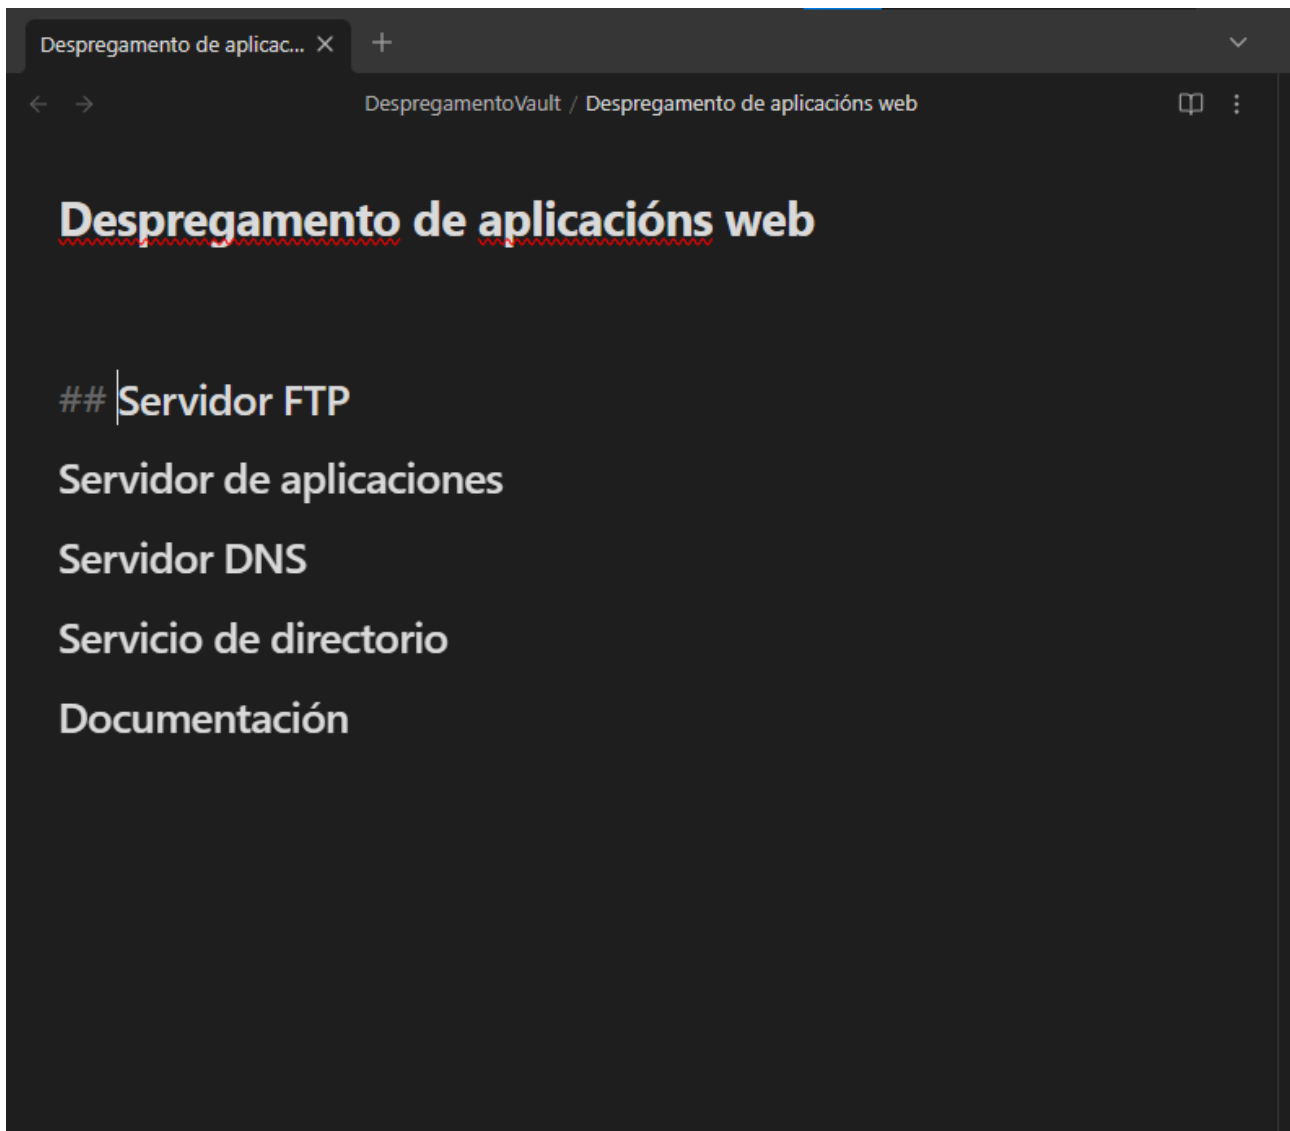 Despregamento de aplicac...
DespregamentoVault / Despregamento de aplicacións web
Despregamento de aplicacións web
## Servidor FTP
Servidor de aplicaciones
Servidor DNS
Servicio de directorio
Documentación